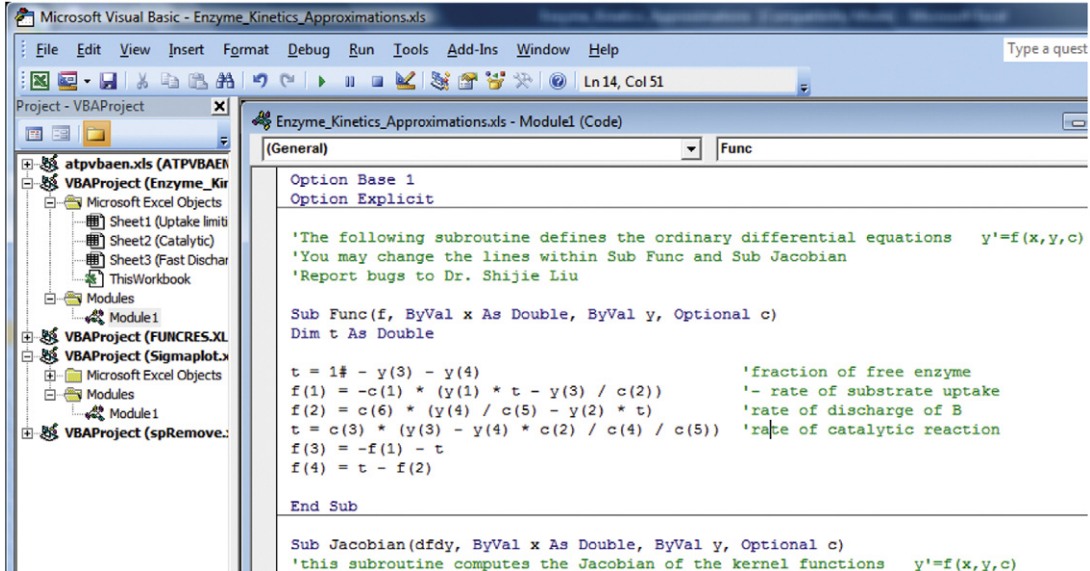 Microsoft Visual Basic - Enzyme_Kinetics_Approximations.xls
File Edit View Insert Format Debug Run Tools Add-Ins Window Help
Type a quest
Ln 14, Col 51
Project - VBAProject
atpvbaen.xls (ATPVBAEN
VBAProject (Enzyme_Kin
Microsoft Excel Objects
Sheet1 (Uptake limiti
Sheet2 (Catalytic)
Sheet3 (Fast Dischar
ThisWorkbook
Modules
Module1
VBAProject (FUNCRES.XL
VBAProject (Sigmaplot.x
Microsoft Excel Objects
Modules
Module1
VBAProject (spRemove.
Enzyme_Kinetics_Approximations.xls - Module1 (Code)
(General) Func
Option Base 1
Option Explicit
'The following subroutine defines the ordinary differential equations y'=f(x,y,c)
'You may change the lines within Sub Func and Sub Jacobian
'Report bugs to Dr. Shijie Liu
Sub Func(f, ByVal x As Double, ByVal y, Optional c)
Dim t As Double
t = 1# - y(3) - y(4) 'fraction of free enzyme
f(1) = -c(1) * (y(1) * t - y(3) / c(2)) '- rate of substrate uptake
f(2) = c(6) * (y(4) / c(5) - y(2) * t) 'rate of discharge of B
t = c(3) * (y(3) - y(4) * c(2) / c(4) / c(5)) 'rate of catalytic reaction
f(3) = -f(1) - t
f(4) = t - f(2)
End Sub
Sub Jacobian(dfdy, ByVal x As Double, ByVal y, Optional c)
'this subroutine computes the Jacobian of the kernel functions y'=f(x,y,c)